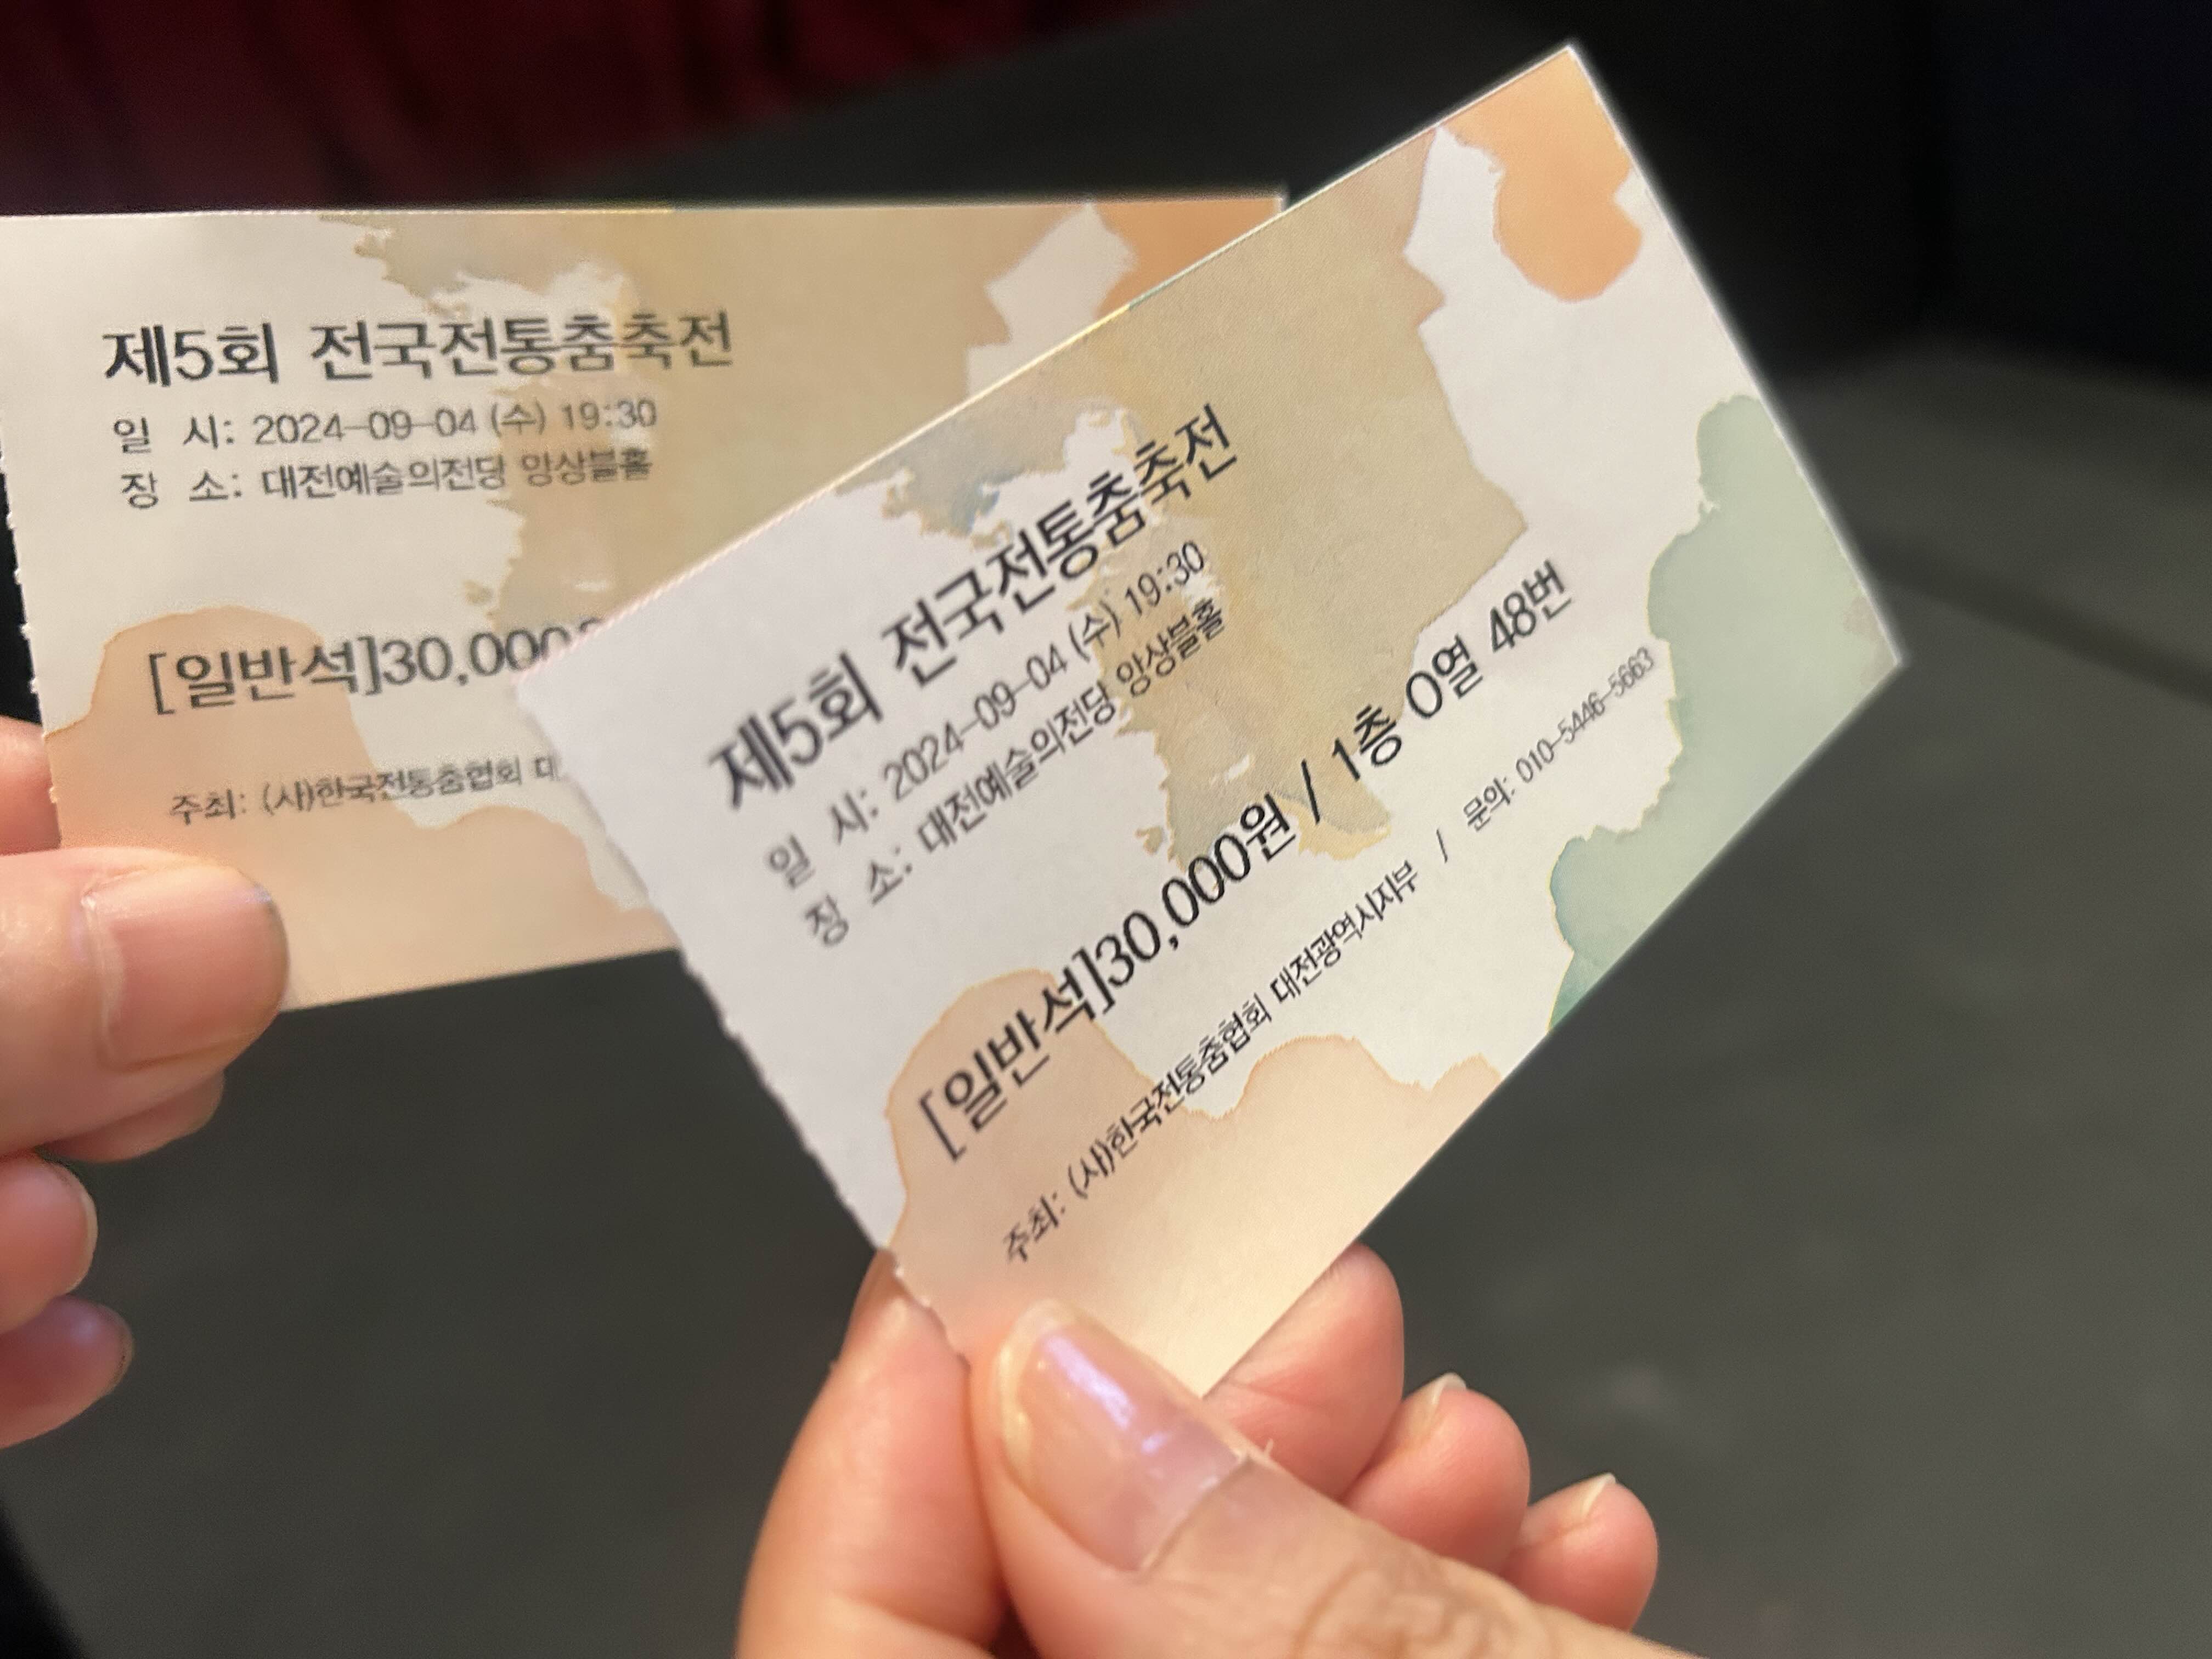 제5회 전국전통춤축전
일 시: 2024-09-04 (수) 19:30
장 소: 대전예술의전당 앙상블홀
[일반석]30,000
주최: (사)한국전통춤협회 대
제5회 전국전통춤축전
일 시: 2024-09-04 (수) 19:30
장 소: 대전예술의전당 앙상블홀
[일반석]30,000원 / 1층 O열 48번
주최: (사)한국전통춤협회 대전광역시지부 / 문의: 010-5446-5663